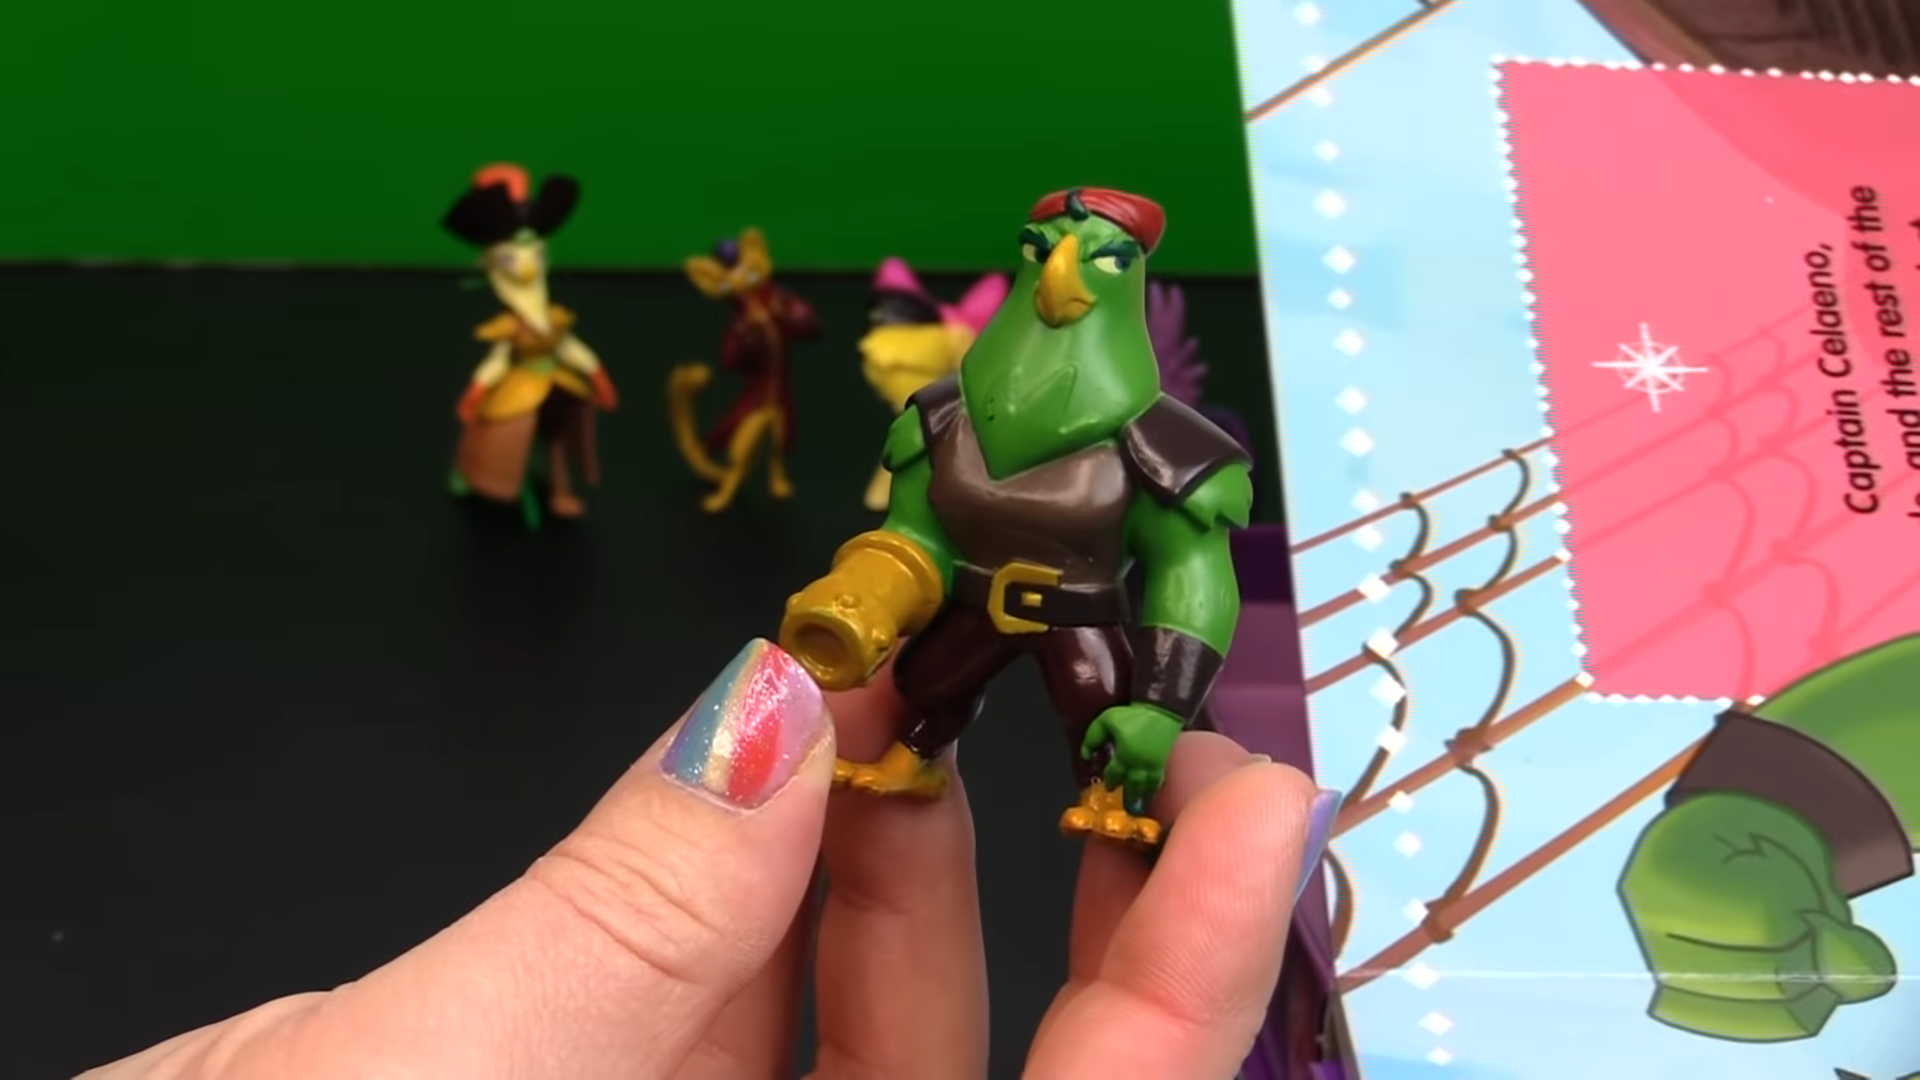 Captain Celaeno,
and the rest of the